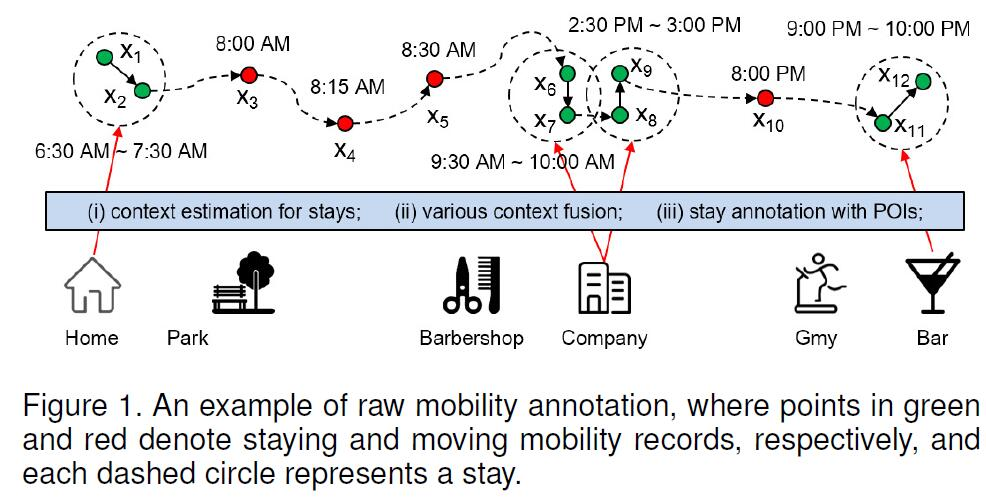 2:30 PM ~ 3:00 PM
9:00 PM ~ 10:00 PM
8:00 AM
8:30 AM
X1
X2
X3
8:15 AM
X4
X5
X6
X7
X9
X8
8:00 PM
X10
X12
X11
6:30 AM ~ 7:30 AM
9:30 AM ~ 10:00 AM
(i) context estimation for stays; (ii) various context fusion; (iii) stay annotation with POIs;
Home Park Barbershop Company Gmy Bar
Figure 1. An example of raw mobility annotation, where points in green
and red denote staying and moving mobility records, respectively, and
each dashed circle represents a stay.